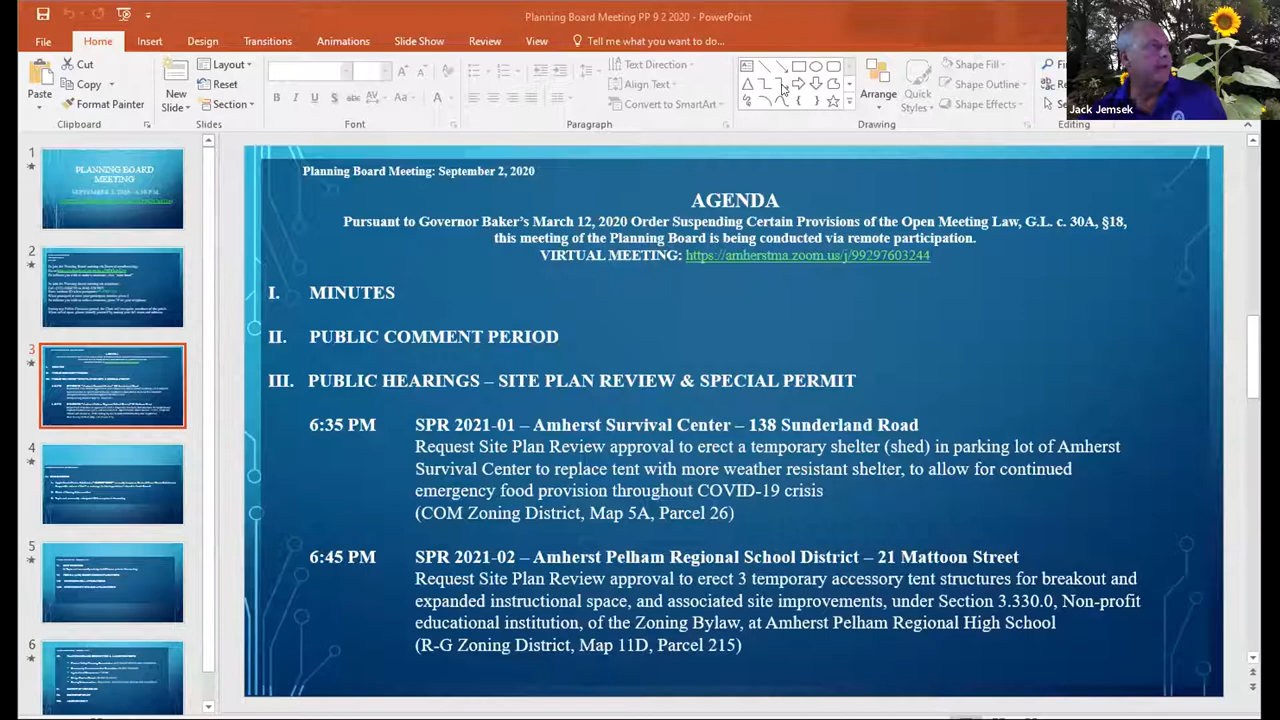 Planning Board Meeting PP 9 2 2020 - PowerPoint
File Home Insert Design Transitions Animations Slide Show Review View Tell me what you want to do...
Paste
Cut
Copy
Format Painter
Clipboard
New
Slide
Layout
Section
Slides
B I U S
Aa
A
Font
Text Direction
Align Text
Convert to SmartArt
Paragraph
Arrange
Quick
Styles
Shape Fill
Shape Outline
Shape Effects
Drawing
Editing
Jack Jemsek
1
PLANNING BOARD
MEETING
2
3
4
5
6
Planning Board Meeting: September 2, 2020
AGENDA
Pursuant to Governor Baker's March 12, 2020 Order Suspending Certain Provisions of the Open Meeting Law, G.L. c. 30A, §18,
this meeting of the Planning Board is being conducted via remote participation.
VIRTUAL MEETING: https://amherstma.zoom.us/j/99297603244
I. MINUTES
II. PUBLIC COMMENT PERIOD
III. PUBLIC HEARINGS – SITE PLAN REVIEW & SPECIAL PERMIT
6:35 PM SPR 2021-01 – Amherst Survival Center – 138 Sunderland Road
Request Site Plan Review approval to erect a temporary shelter (shed) in parking lot of Amherst
Survival Center to replace tent with more weather resistant shelter, to allow for continued
emergency food provision throughout COVID-19 crisis
(COM Zoning District, Map 5A, Parcel 26)
6:45 PM SPR 2021-02 – Amherst Pelham Regional School District – 21 Mattoon Street
Request Site Plan Review approval to erect 3 temporary accessory tent structures for breakout and
expanded instructional space, and associated site improvements, under Section 3.330.0, Non-profit
educational institution, of the Zoning Bylaw, at Amherst Pelham Regional High School
(R-G Zoning District, Map 11D, Parcel 215)